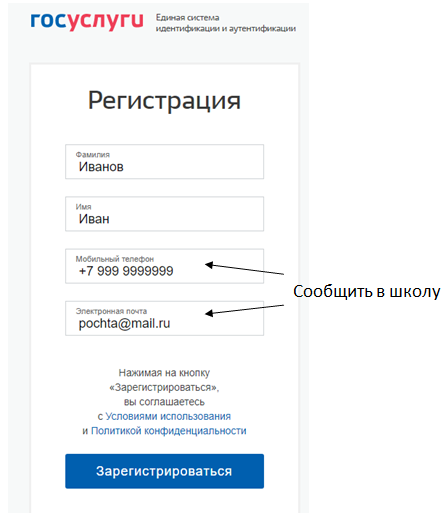 госуслуги
Единая система
идентификации и аутентификации
Регистрация
Фамилия
Иванов
Имя
Иван
Мобильный телефон
+7 999 9999999
Сообщить в школу
Электронная почта
pochta@mail.ru
Нажимая на кнопку
«Зарегистрироваться»,
вы соглашаетесь
с Условиями использования
и Политикой конфиденциальности
Зарегистрироваться